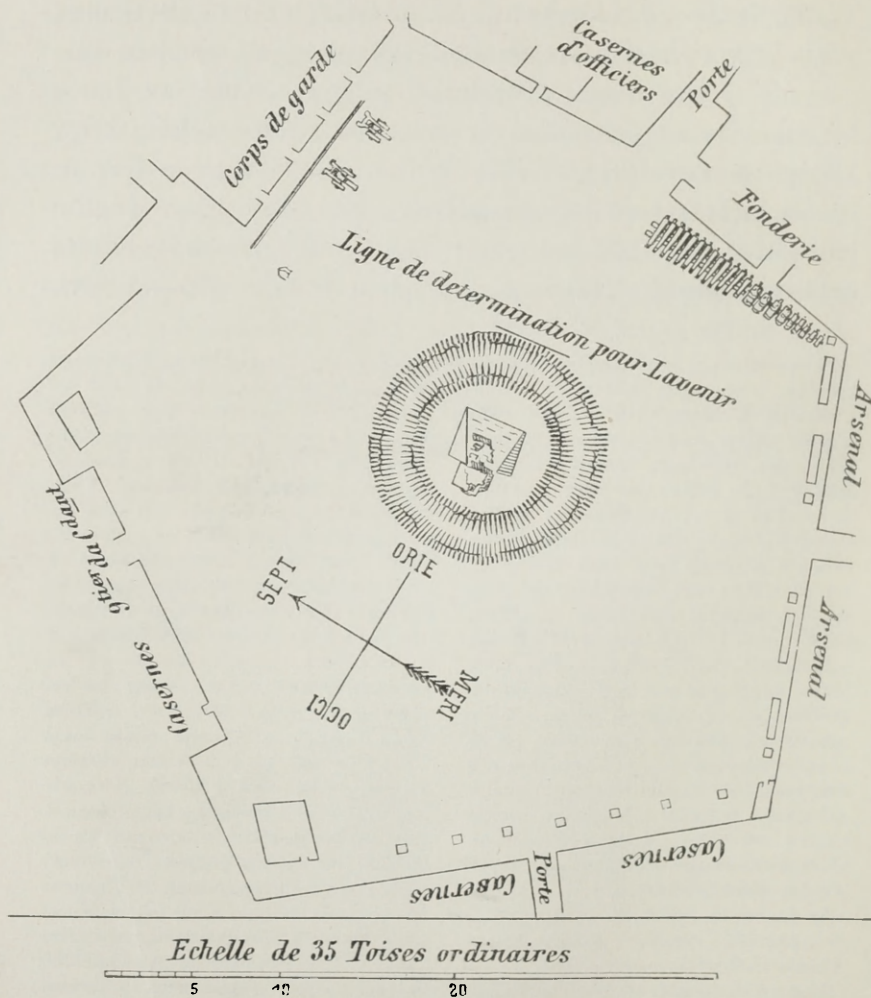 Casernes
d'officiers
Porte
Corps de garde
Fonderie
Ligne de determination pour Lavenir
Arsenal
ORIE
SEPT
MERI
OCCI
Arsenal
Casernes
Casernes
Porte
Casernes
Echelle de 35 Toises ordinaires
5 10 20